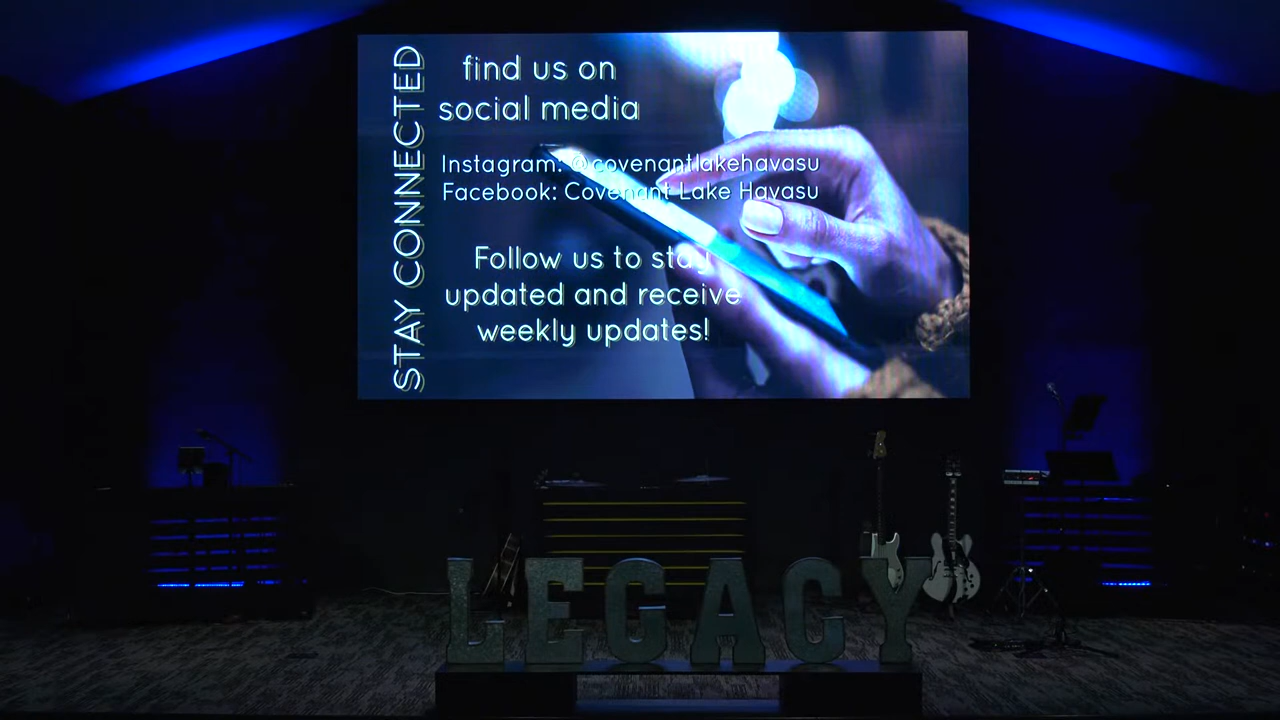 STAY CONNECTED
find us on
social media
Instagram: @covenantlakehavasu
Facebook: Covenant Lake Havasu
Follow us to stay
updated and receive
weekly updates!
LEGACY